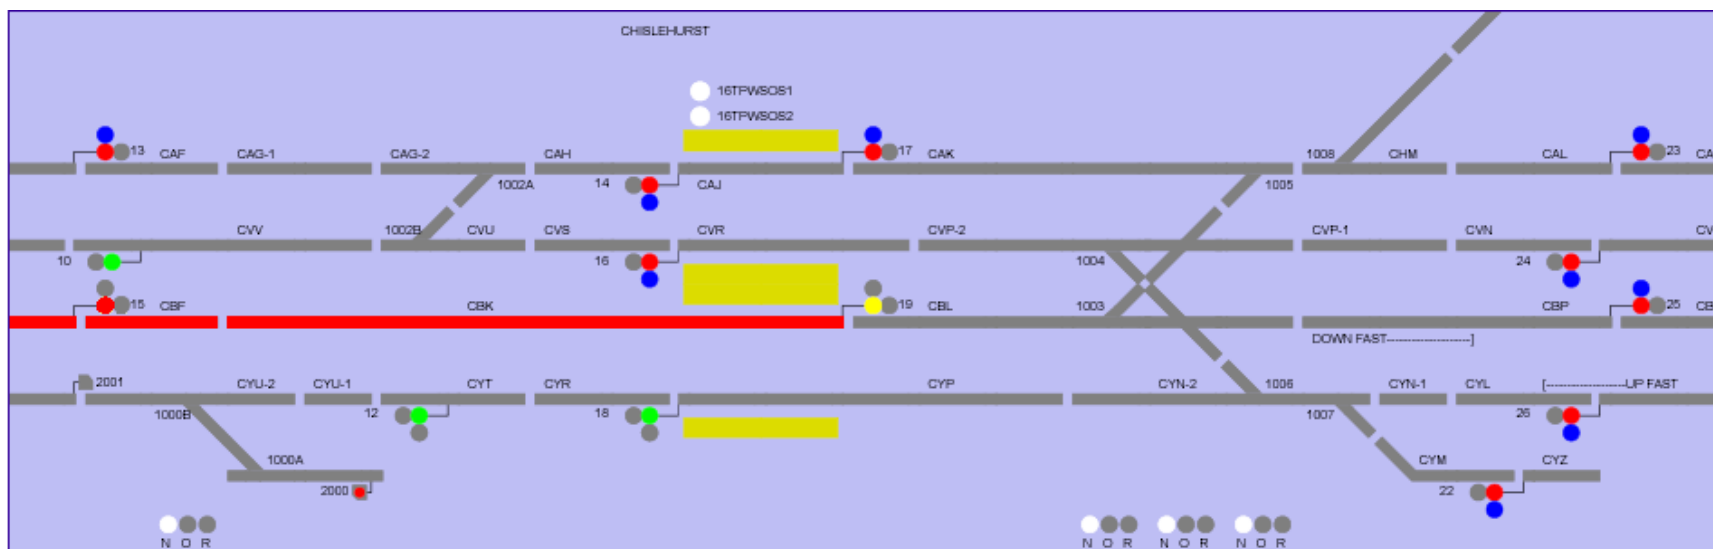 CHISLEHURST
16TPWSOS1
16TPWSOS2
13 CAF CAG-1 CAG-2 CAH 17 CAK 1008 CHM CAL 23 CA
1002A 14 CAJ 1005
CVV 1002B CVU CVS CVR CVP-2 CVP-1 CVN CV
10 16 1004 24
15 CBF CBK 19 CBL 1003 CBP 25 CB
DOWN FAST----------------------]
2001 CYU-2 CYU-1 CYT CYR CYP CYN-2 1006 CYN-1 CYL [----------------------UP FAST
1000B 12 18 1007 26
1000A CYM CYZ
2000 22
N O R N O R N O R N O R